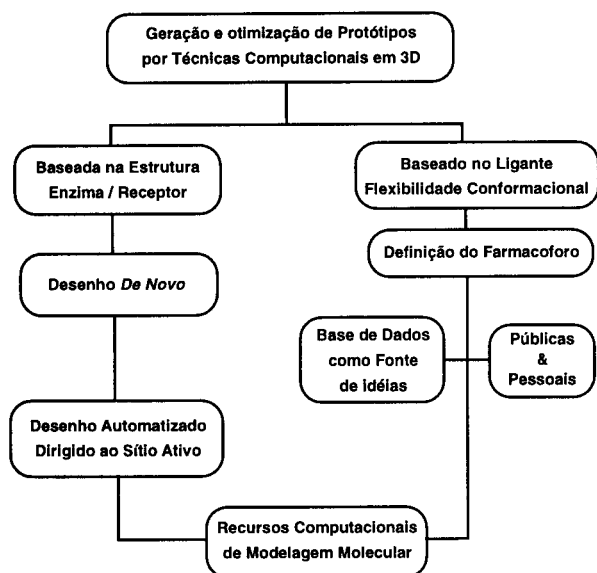 Geração e otimização de Protótipos
por Técnicas Computacionais em 3D
Baseada na Estrutura
Enzima / Receptor
Baseado no Ligante
Flexibilidade Conformacional
Desenho De Novo
Definição do Farmacoforo
Base de Dados
como Fonte
de idéias
Públicas
&
Pessoais
Desenho Automatizado
Dirigido ao Sítio Ativo
Recursos Computacionais
de Modelagem Molecular